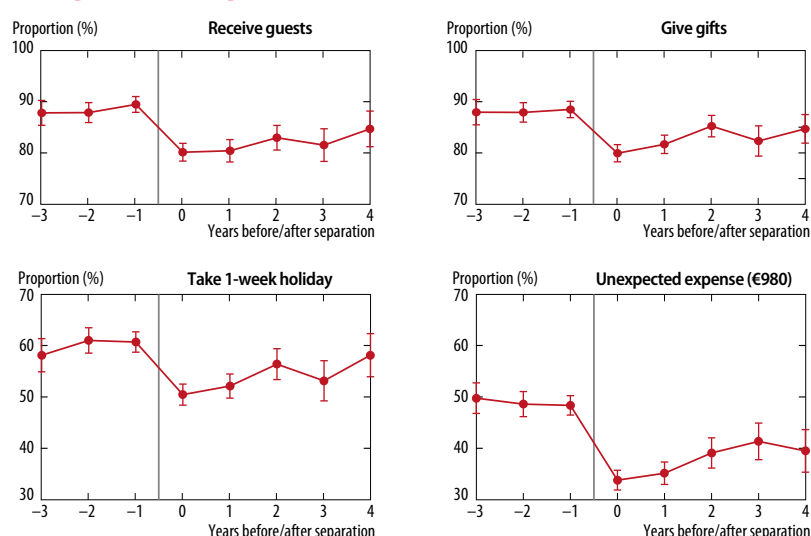 Proportion (%)
Receive guests
100
90
80
70
–3 –2 –1 0 1 2 3 4
Years before/after separation
Proportion (%)
Give gifts
100
90
80
70
–3 –2 –1 0 1 2 3 4
Years before/after separation
Proportion (%)
Take 1-week holiday
70
60
50
40
30
–3 –2 –1 0 1 2 3 4
Years before/after separation
Proportion (%)
Unexpected expense (€980)
70
60
50
40
30
–3 –2 –1 0 1 2 3 4
Years before/after separation